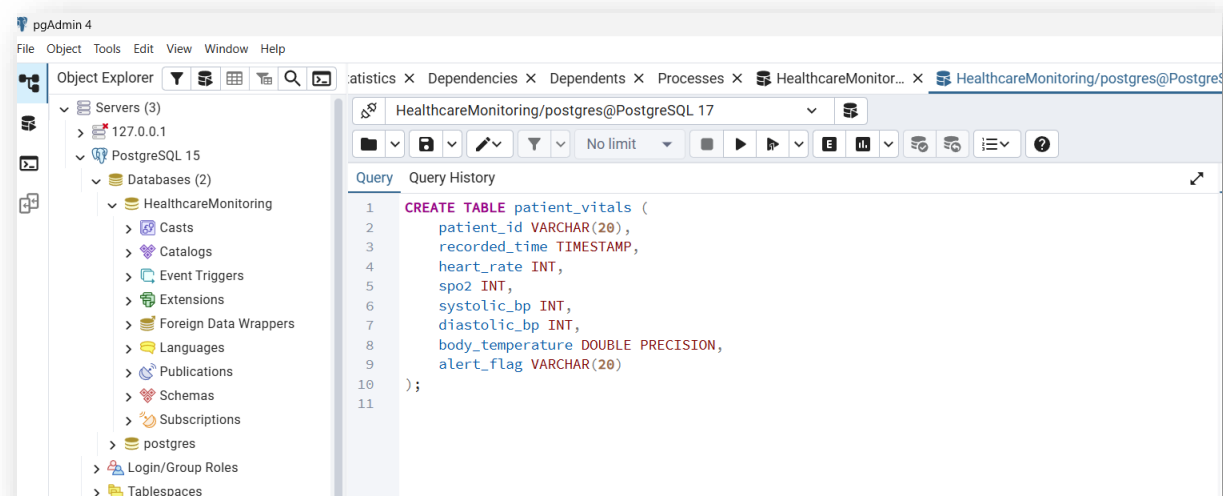 pgAdmin 4
File Object Tools Edit View Window Help
Object Explorer
atistics Dependencies Dependents Processes HealthcareMonitor... HealthcareMonitoring/postgres@PostgreS
Servers (3)
127.0.0.1
PostgreSQL 15
Databases (2)
HealthcareMonitoring
Casts
Catalogs
Event Triggers
Extensions
Foreign Data Wrappers
Languages
Publications
Schemas
Subscriptions
postgres
Login/Group Roles
Tablespaces
HealthcareMonitoring/postgres@PostgreSQL 17
No limit
E
Query Query History
1 CREATE TABLE patient_vitals (
2 patient_id VARCHAR(20),
3 recorded_time TIMESTAMP,
4 heart_rate INT,
5 spo2 INT,
6 systolic_bp INT,
7 diastolic_bp INT,
8 body_temperature DOUBLE PRECISION,
9 alert_flag VARCHAR(20)
10 );
11